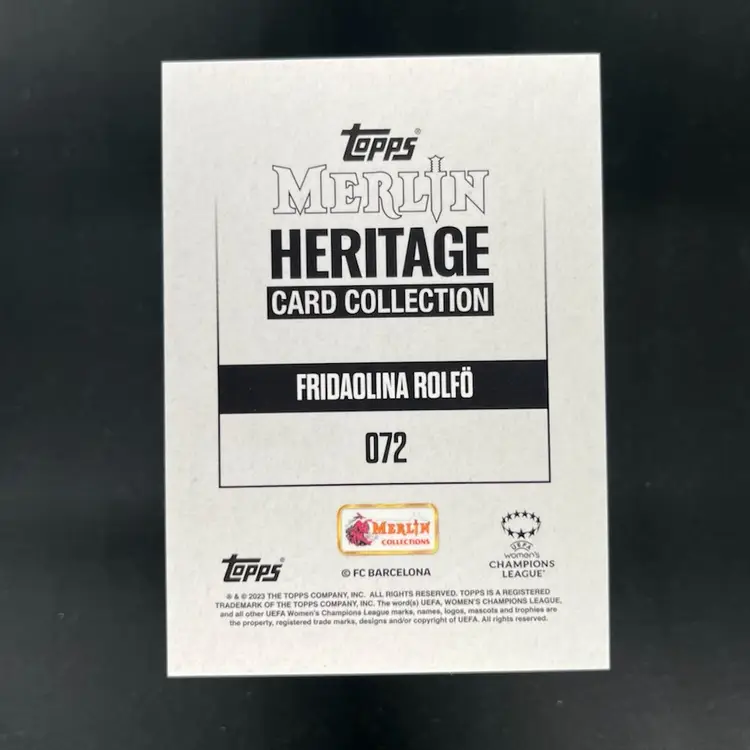 TOPPS®
MERLIN
HERITAGE
CARD COLLECTION
FRIDAOLINA ROLFÖ
072
MERLIN
COLLECTIONS
TOPPS®
© FC BARCELONA
UEFA
women's
CHAMPIONS
LEAGUE
® & © 2023 THE TOPPS COMPANY, INC. ALL RIGHTS RESERVED. TOPPS IS A REGISTERED
TRADEMARK OF THE TOPPS COMPANY, INC. The word(s) UEFA, WOMEN'S CHAMPIONS LEAGUE,
and all other UEFA Women's Champions League marks, names, logos, mascots and trophies are
the property, registered trade marks, designs and/or copyright of UEFA. All rights reserved.